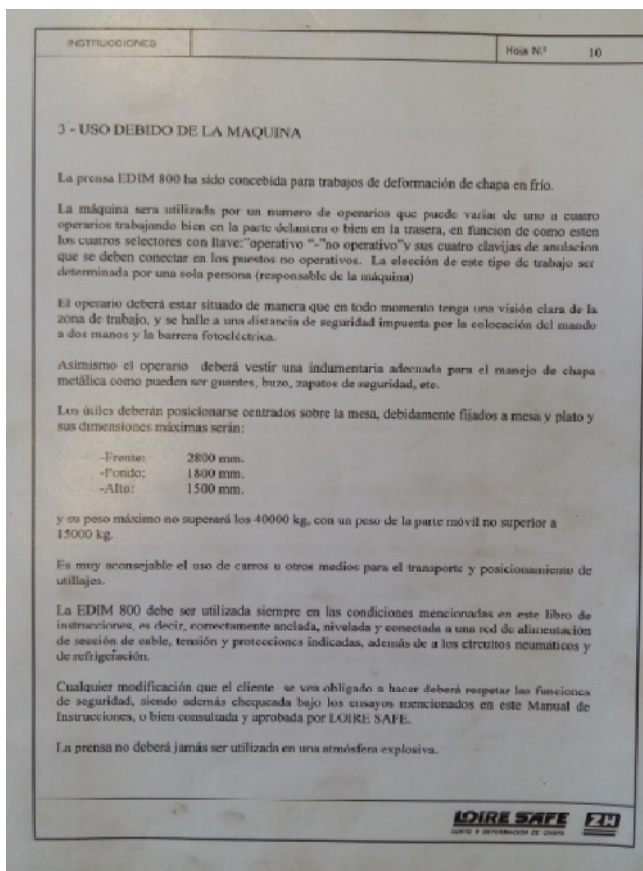 INSTRUCCIONES
Hoja N.º 10
3 - USO DEBIDO DE LA MAQUINA
La prensa EDIM 800 ha sido concebida para trabajos de deformación de chapa en frío.
La máquina sera utilizada por un numero de operarios que puede variar de uno a cuatro
operarios trabajando bien en la parte delantera o bien en la trasera, en funcion de como esten
los cuatros selectores con llave:"operativo "-"no operativo"y sus cuatro clavijas de anulacion
que se deben conectar en los puestos no operativos. La elección de este tipo de trabajo ser
determinada por una sola persona (responsable de la máquina)
El operario deberá estar situado de manera que en todo momento tenga una visión clara de la
zona de trabajo, y se halle a una distancia de seguridad impuesta por la colocación del mando
a dos manos y la barrera fotoeléctrica.
Asimismo el operario deberá vestir una indumentaria adecuada para el manejo de chapa
metálica como pueden ser guantes, buzo, zapatos de seguridad, etc.
Los útiles deberán posicionarse centrados sobre la mesa, debidamente fijados a mesa y plato y
sus dimensiones máximas serán:
-Frente: 2800 mm.
-Fondo: 1800 mm.
-Alto: 1500 mm.
y su peso máximo no superará los 40000 kg, con un peso de la parte móvil no superior a
15000 kg.
Es muy aconsejable el uso de carros u otros medios para el transporte y posicionamiento de
utillajes.
La EDIM 800 debe ser utilizada siempre en las condiciones mencionadas en este libro de
instrucciones, es decir, correctamente anclada, nivelada y conectada a una red de alimentación
de sección de cable, tensión y protecciones indicadas, además de a los circuitos neumáticos y
de refrigeración.
Cualquier modificación que el cliente se vea obligado a hacer deberá respetar las funciones
de seguridad, siendo además chequeada bajo los ensayos mencionados en este Manual de
Instrucciones, o bien consultada y aprobada por LOIRE SAFE.
La prensa no deberá jamás ser utilizada en una atmósfera explosiva.
LOIRE SAFE ZH
CORTE Y DEFORMACION DE CHAPA